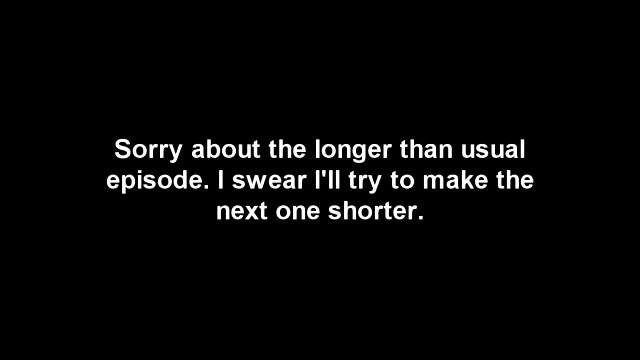 Sorry about the longer than usual
episode. I swear I'll try to make the
next one shorter.